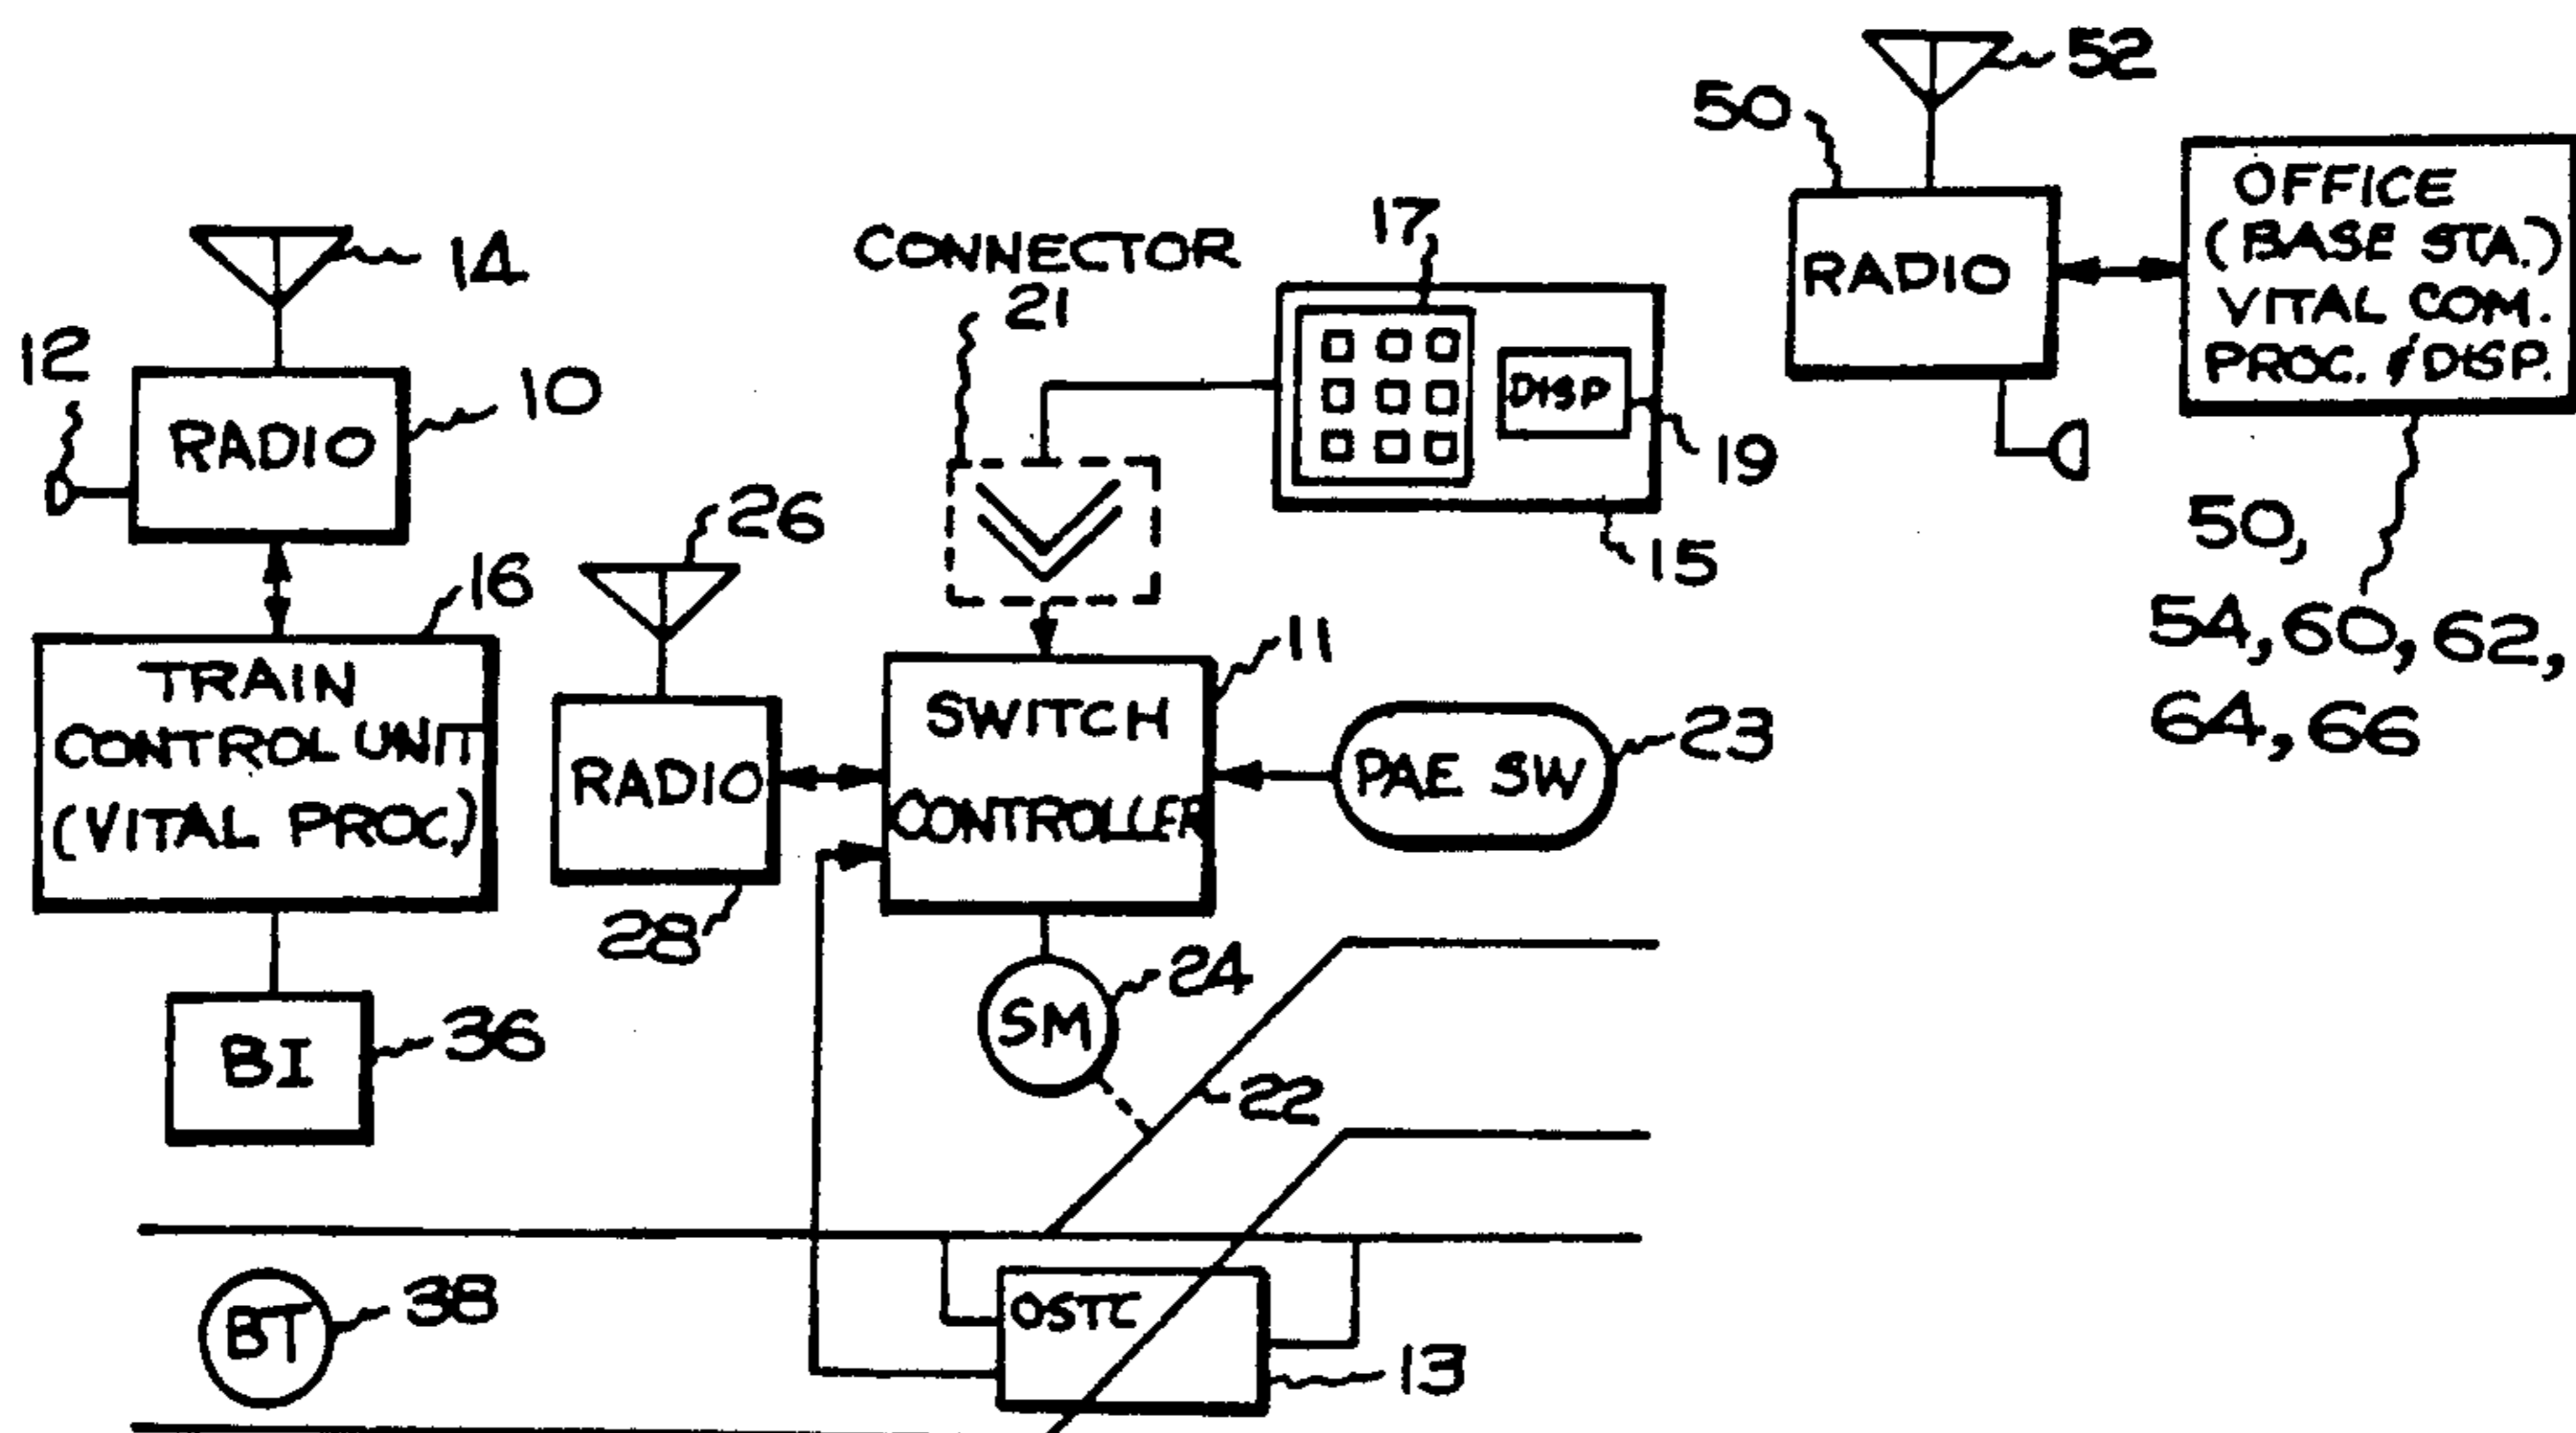 52
50
OFFICE
(BASE STA.)
VITAL COM.
PROC. & DISP.
RADIO
50,
54, 60, 62,
64, 66
14
12
RADIO
10
CONNECTOR
21
17
DISP
19
15
16
TRAIN
CONTROL UNIT
(VITAL PROC.)
26
RADIO
28
11
SWITCH
CONTROLLER
PAE SW
23
BI
36
SM
24
22
BT
38
OSTC
13